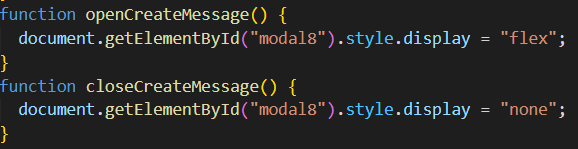 function openCreateMessage() {
  document.getElementById("modal8").style.display = "flex";
}
function closeCreateMessage() {
  document.getElementById("modal8").style.display = "none";
}